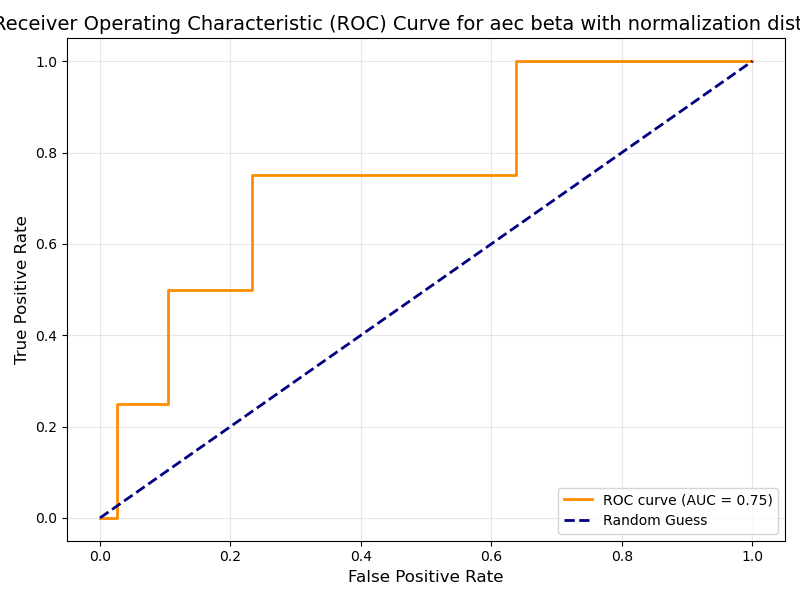 Receiver Operating Characteristic (ROC) Curve for aec beta with normalization dist
1.0
0.8
0.6
0.4
0.2
0.0
True Positive Rate
0.0 0.2 0.4 0.6 0.8 1.0
False Positive Rate
ROC curve (AUC = 0.75)
Random Guess